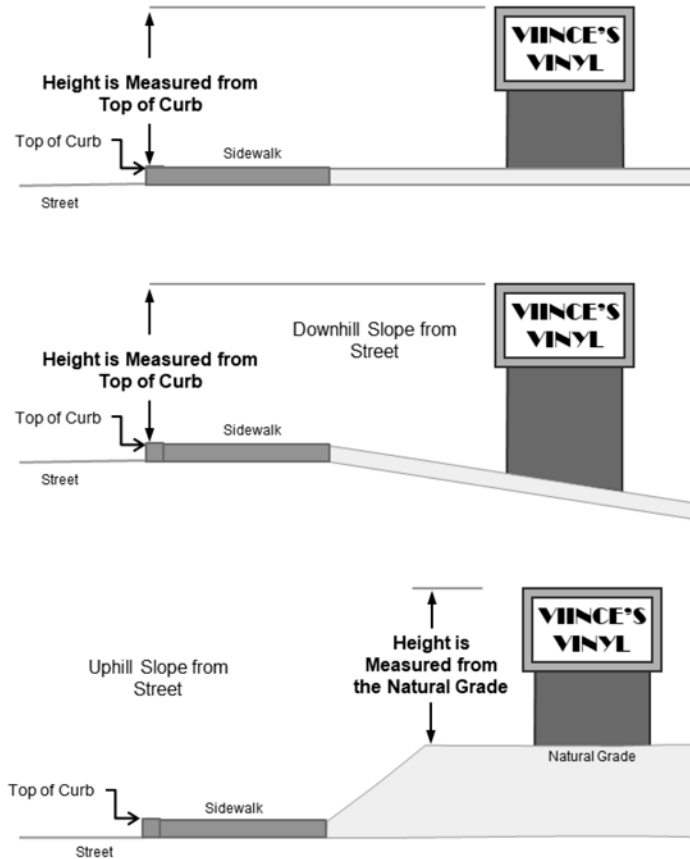 VIINCE'S
VINYL
Height is Measured from
Top of Curb
Top of Curb
Sidewalk
Street
VIINCE'S
VINYL
Downhill Slope from
Street
Height is Measured from
Top of Curb
Top of Curb
Sidewalk
Street
VIINCE'S
VINYL
Height is
Measured from
the Natural Grade
Uphill Slope from
Street
Natural Grade
Top of Curb
Sidewalk
Street